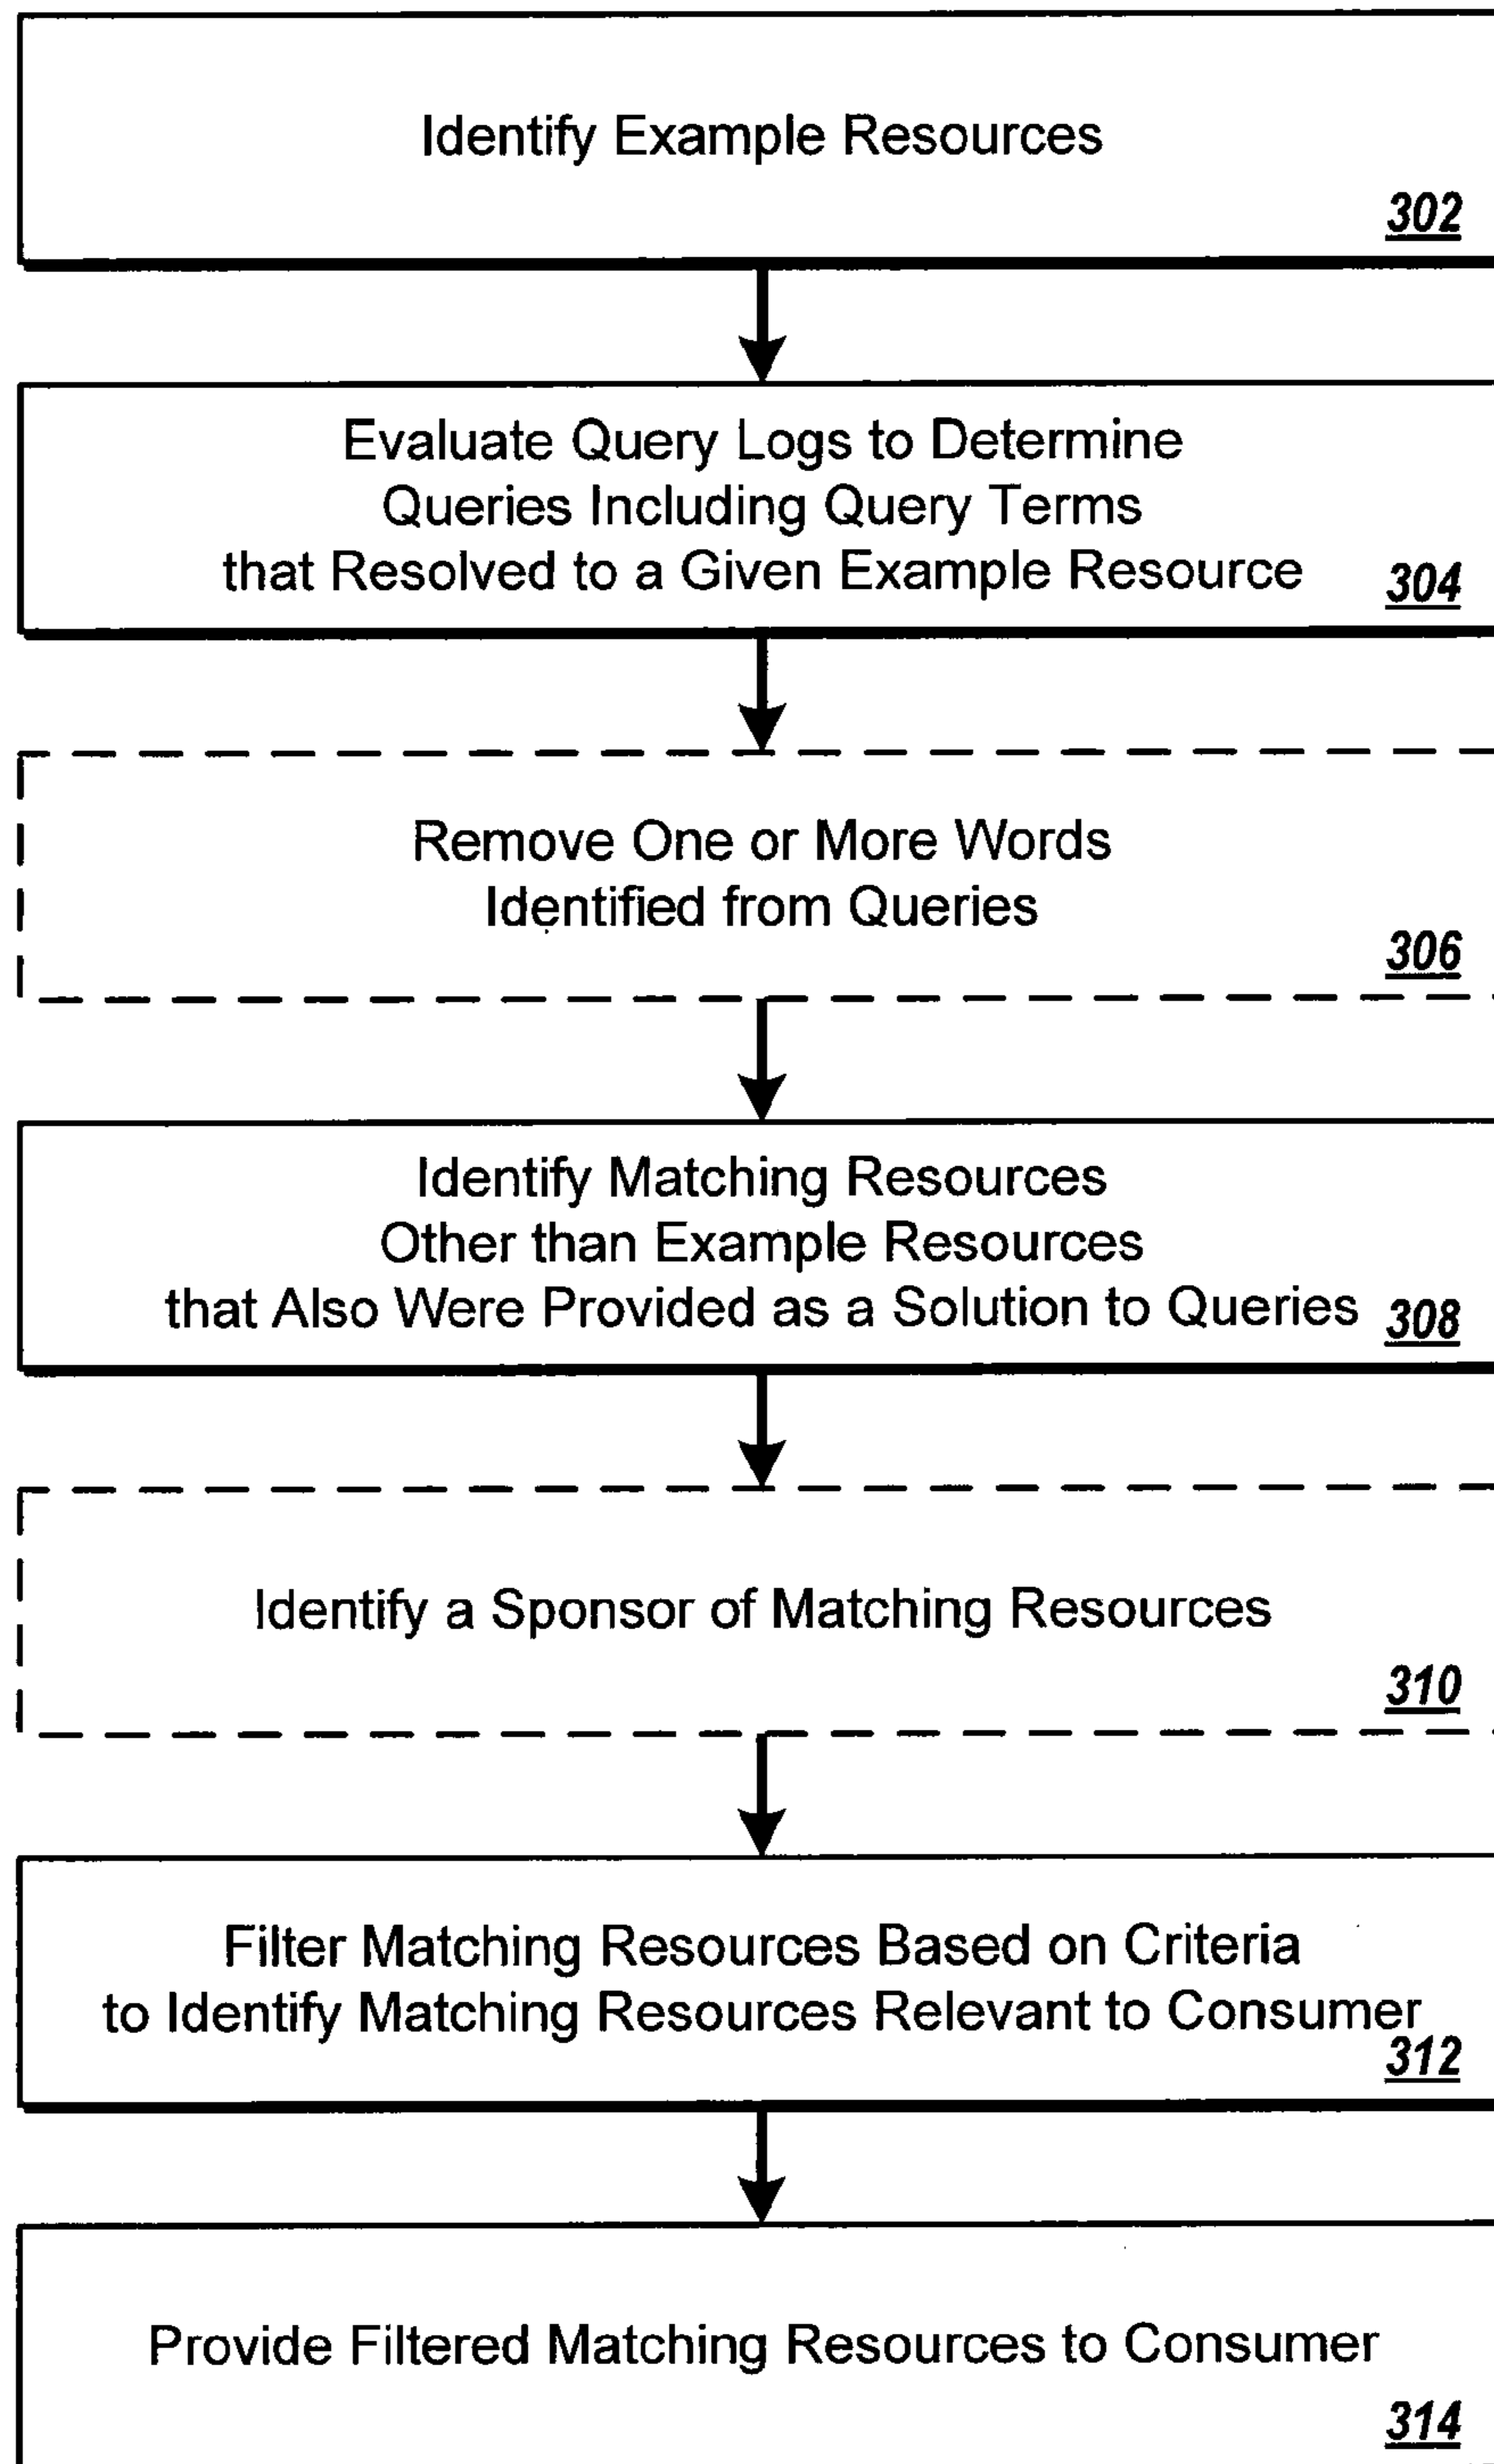 Identify Example Resources
302
Evaluate Query Logs to Determine
Queries Including Query Terms
that Resolved to a Given Example Resource
304
Remove One or More Words
Identified from Queries
306
Identify Matching Resources
Other than Example Resources
that Also Were Provided as a Solution to Queries
308
Identify a Sponsor of Matching Resources
310
Filter Matching Resources Based on Criteria
to Identify Matching Resources Relevant to Consumer
312
Provide Filtered Matching Resources to Consumer
314